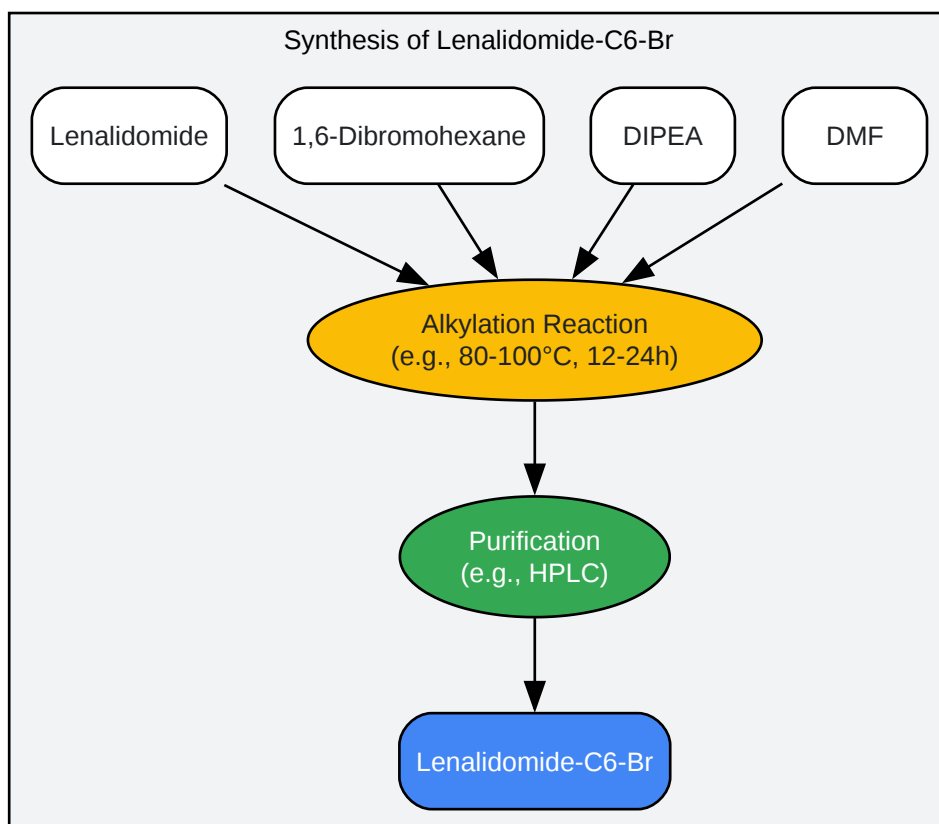 Synthesis of Lenalidomide-C6-Br
Lenalidomide
1,6-Dibromohexane
DIPEA
DMF
Alkylation Reaction
(e.g., 80-100°C, 12-24h)
Purification
(e.g., HPLC)
Lenalidomide-C6-Br